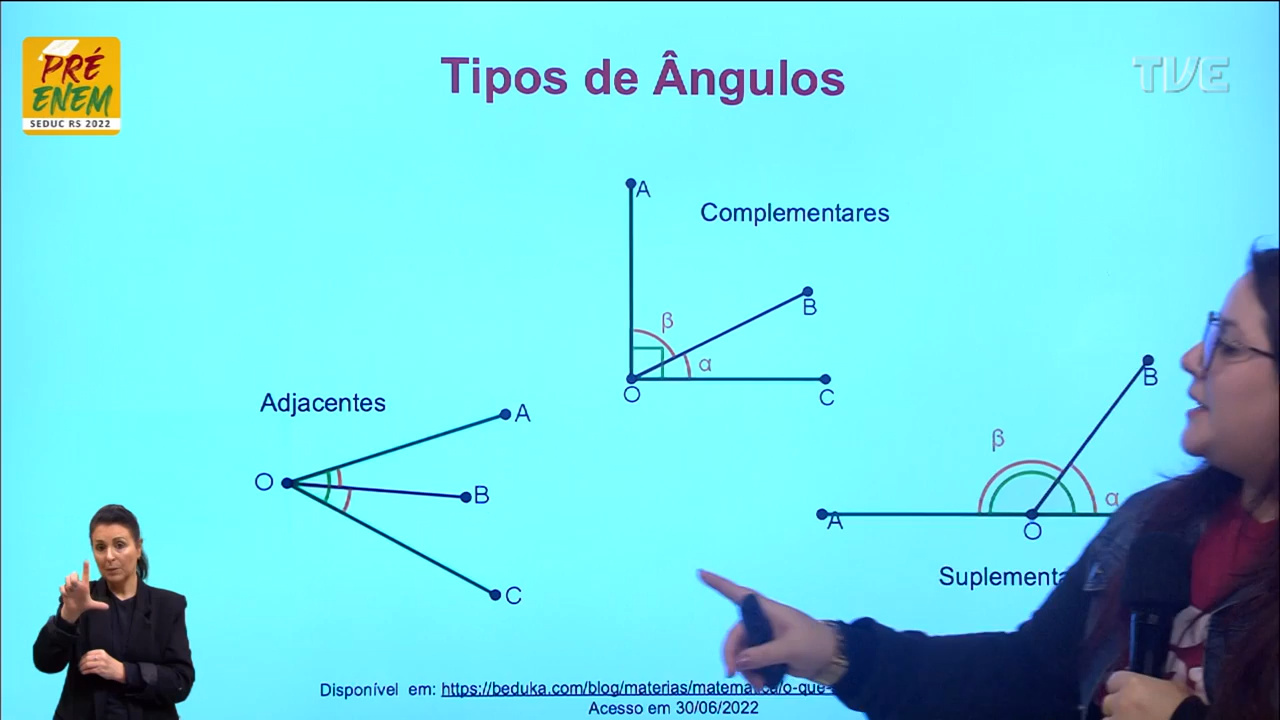 PRÉ
ENEM
SEDUC RS 2022
Tipos de Ângulos
TVE
A
Complementares
B
β
α
O
C
Adjacentes
A
O
B
C
B
β
α
A
O
Disponível em: https://beduka.com/blog/materias/matematica/o-que-
Acesso em 30/06/2022